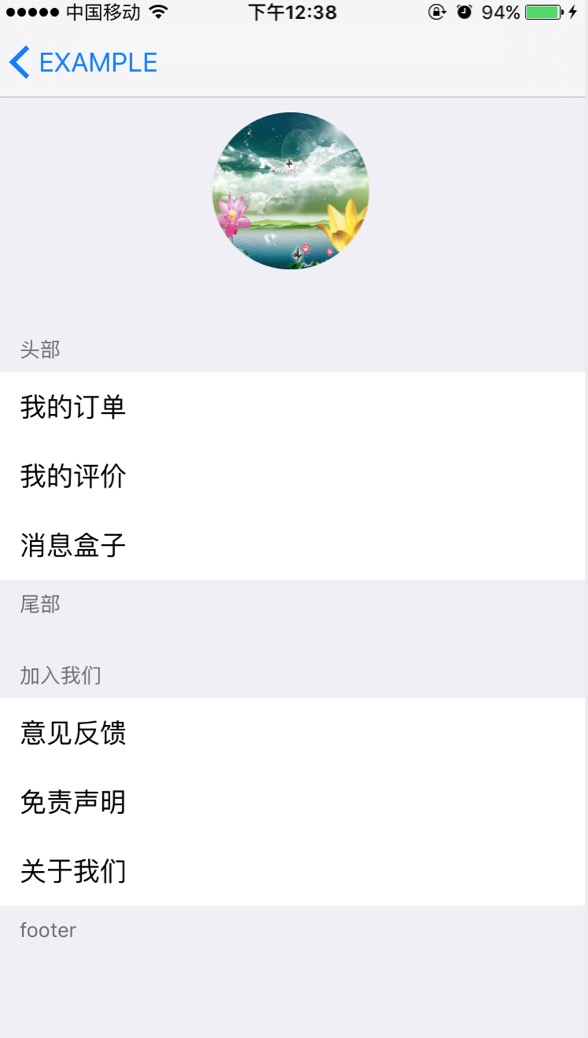 中国移动 下午12:38 94%
EXAMPLE
头部
我的订单
我的评价
消息盒子
尾部
加入我们
意见反馈
免责声明
关于我们
footer